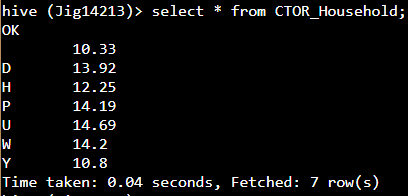 hive (Jig14213)> select * from CTOR_Household;
OK
        10.33
D       13.92
H       12.25
P       14.19
U       14.69
W       14.2
Y       10.8
Time taken: 0.04 seconds, Fetched: 7 row(s)